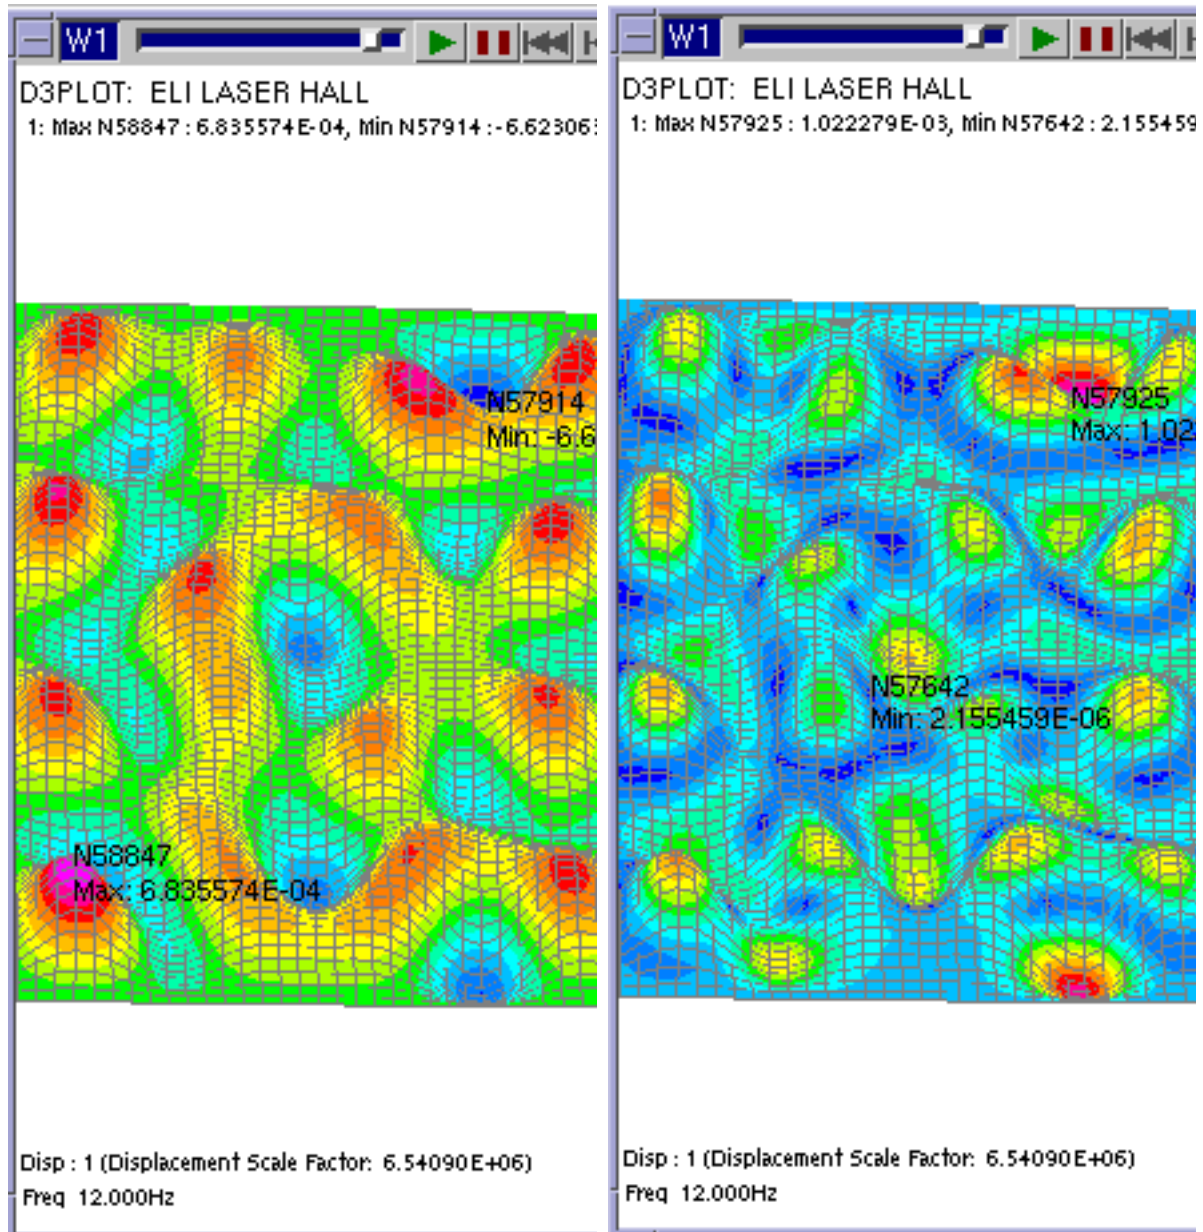 W1
D3PLOT: ELI LASER HALL
1: Max N58847 : 6.835574E-04, Min N57914 : -6.623063
N57914
Min: -6.6
N58847
Max: 6.835574E-04
Disp : 1 (Displacement Scale Factor: 6.54090E+06)
Freq 12.000Hz
W1
D3PLOT: ELI LASER HALL
1: Max N57925 : 1.022279E-03, Min N57642 : 2.155459
N57925
Max: 1.022
N57642
Min: 2.155459E-06
Disp : 1 (Displacement Scale Factor: 6.54090E+06)
Freq 12.000Hz